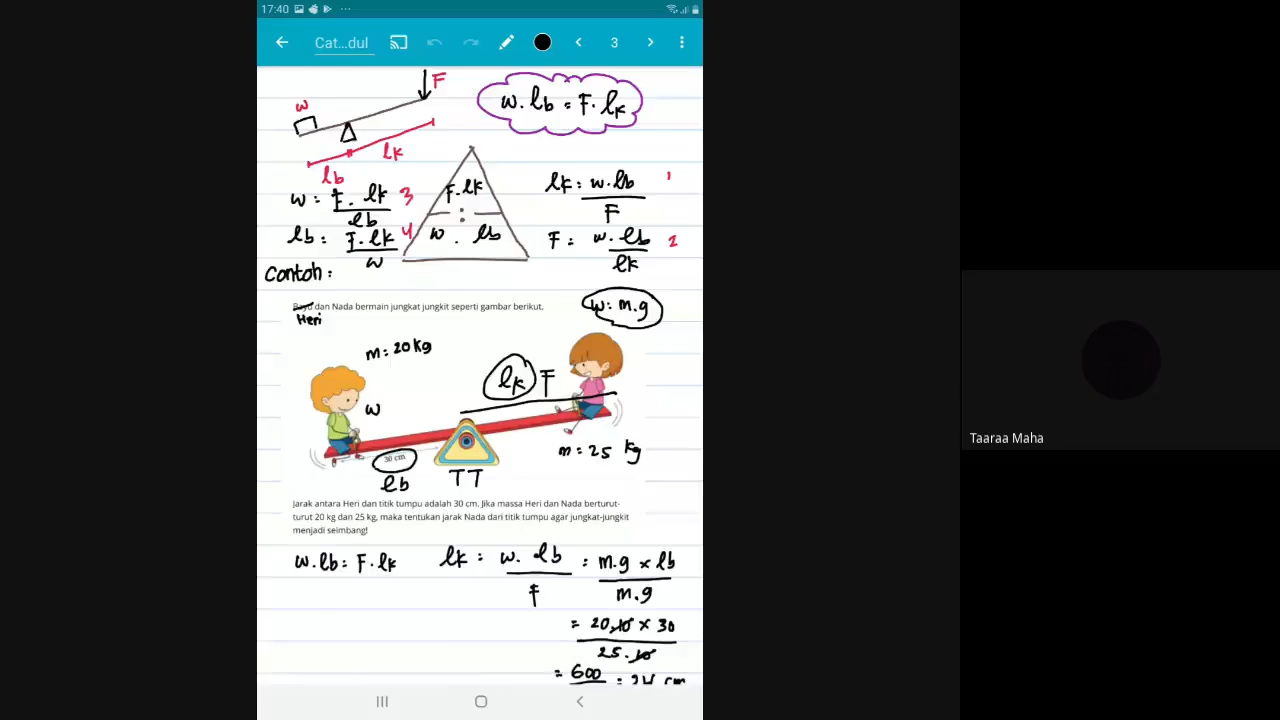 17:40
Cat...dul
3
F
w
w. lb = F. lk
lk
lb
w = F. lk / lb 3
F. lk
w . lb
lk = w. lb / F 1
lb = F. lk / w 4
F = w. lb / lk 2
Contoh :
Bayu dan Nada bermain jungkat jungkit seperti gambar berikut.
Heri
w = m.g
m = 20 kg
lk F
w
30 cm
lb
TT
m = 25 kg
Jarak antara Heri dan titik tumpu adalah 30 cm. Jika massa Heri dan Nada berturut-
turut 20 kg dan 25 kg, maka tentukan jarak Nada dari titik tumpu agar jungkat-jungkit
menjadi seimbang!
w. lb = F. lk
lk = w. lb / F = m.g x lb / m.g
= 20.10 x 30 / 25.10
= 600 = 24 cm
Taaraa Maha